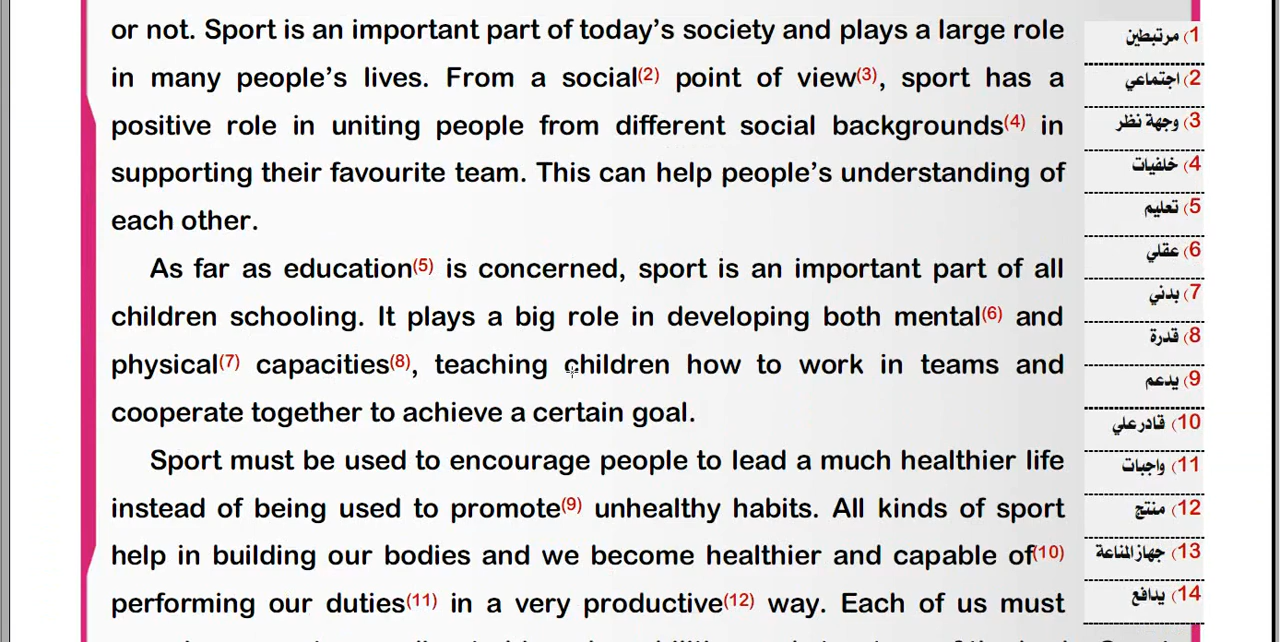 or not. Sport is an important part of today's society and plays a large role
in many people's lives. From a social(2) point of view(3), sport has a
positive role in uniting people from different social backgrounds(4) in
supporting their favourite team. This can help people's understanding of
each other.
As far as education(5) is concerned, sport is an important part of all
children schooling. It plays a big role in developing both mental(6) and
physical(7) capacities(8), teaching children how to work in teams and
cooperate together to achieve a certain goal.
Sport must be used to encourage people to lead a much healthier life
instead of being used to promote(9) unhealthy habits. All kinds of sport
help in building our bodies and we become healthier and capable of(10)
performing our duties(11) in a very productive(12) way. Each of us must
1) مرتبطين
2) اجتماعي
3) وجهة نظر
4) خلفيات
5) تعليم
6) عقلي
7) بدني
8) قدرة
9) يدعم
10) قادر علي
11) واجبات
12) منتج
13) جهاز المناعة
14) يدافع